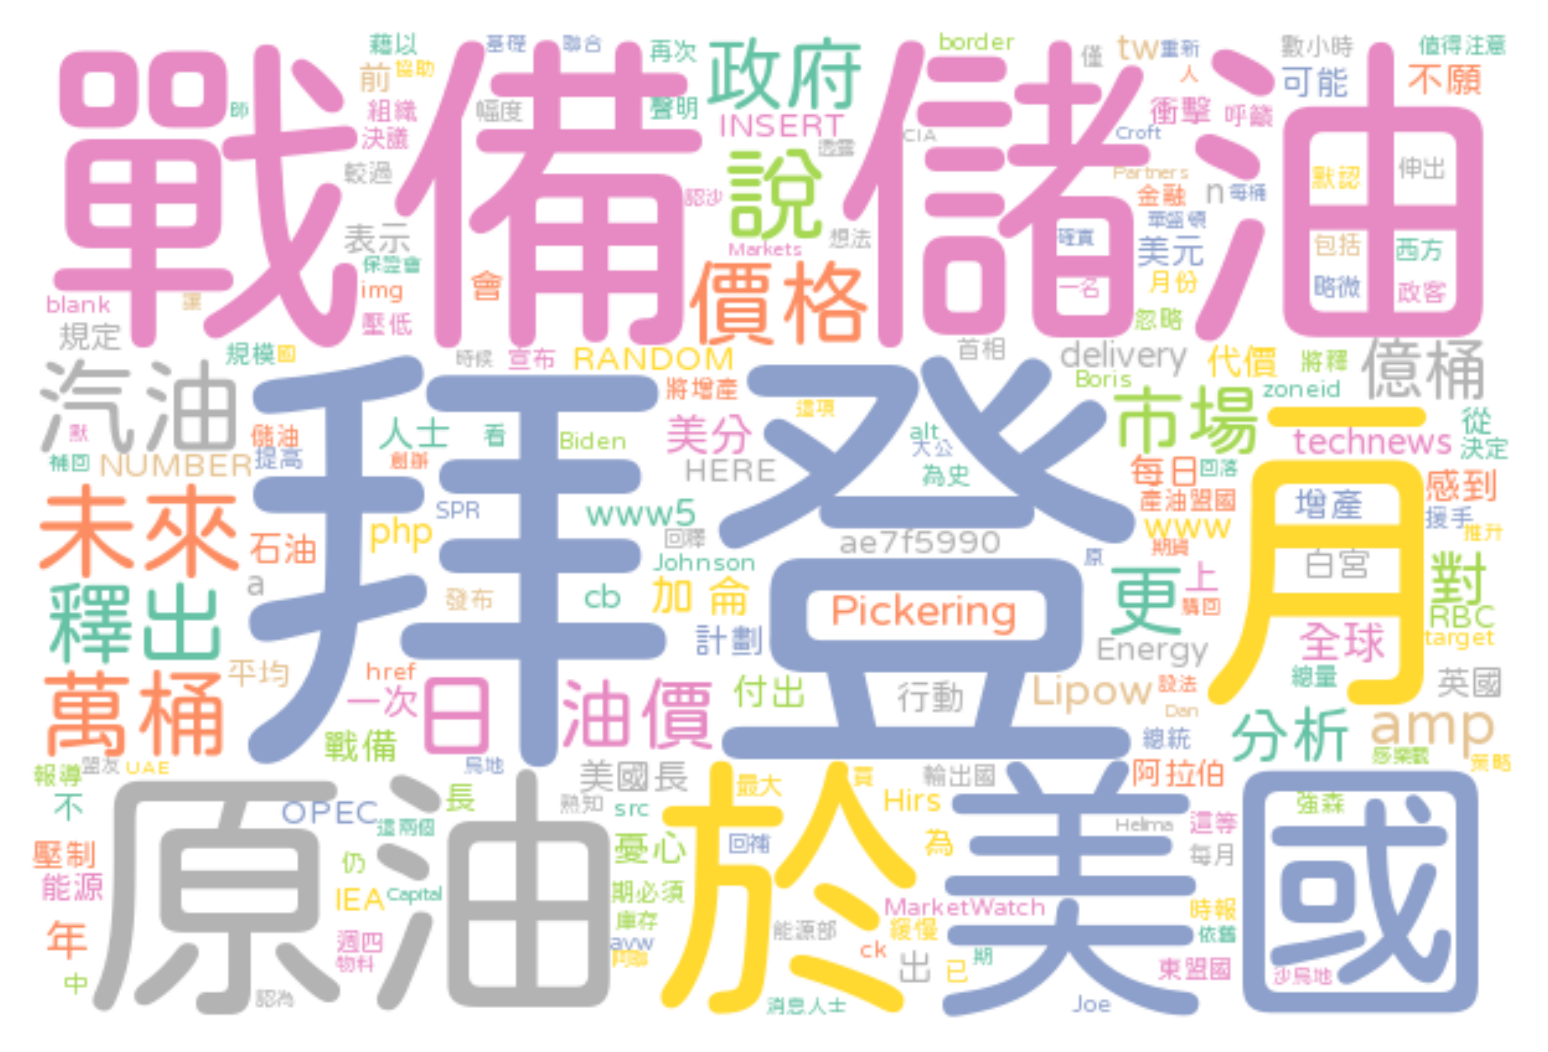 戰備儲油
拜登
月
原油
於
美國
政府
INSERT
說
價格
藉以
協助
前
組織
決議
較過
表示
保證會
img
壓低
blank
規定
規模
國
基礎
聯合
幅度
再次
聲明
會
Markets
想法
CIA
border
僅
tw
重新
人
衝擊
呼籲
Croft
Partners
金融
n
每桶
華盛頓
確實
美元
一名
月份
忽略
數小時
值得注意
可能
不願
默認
伸出
包括
西方
略微
政客
汽油
默
儲油
提高
補回
NUMBER
時候
宣布
RANDOM
將增產
首相
delivery
Boris
代價
將釋
zoneid
億桶
人士
看
創辦
Biden
美分
這項
HERE
alt
大公
為史
市場
technews
從
決定
每日
回落
產油盟國
www
期貨
增產
感到
援手
推升
未來
石油
php
SPR
www5
回釋
ae7f5990
Johnson
原
白宮
對
釋出
a
發布
cb
加侖
Pickering
更
上
購回
RBC
target
計劃
Energy
全球
萬桶
平均
href
一次
日
油價
付出
行動
Lipow
設法
Dan
總量
英國
戰備
總統
分析
amp
報導
盟友
UAE
烏地
美國長
最大
買
輸出國
阿拉伯
感樂觀
策略
不
OPEC
這兩個
長
熟知
src
Hirs
Helima
這等
強森
壓制
能源
仍
IEA
Capital
憂心
回補
為
每月
期必須
庫存
MarketWatch
時報
年
週四
物料
avw
能源部
ck
緩慢
依舊
中
認為
出
已
期
東盟國
沙烏地
消息人士
Joe